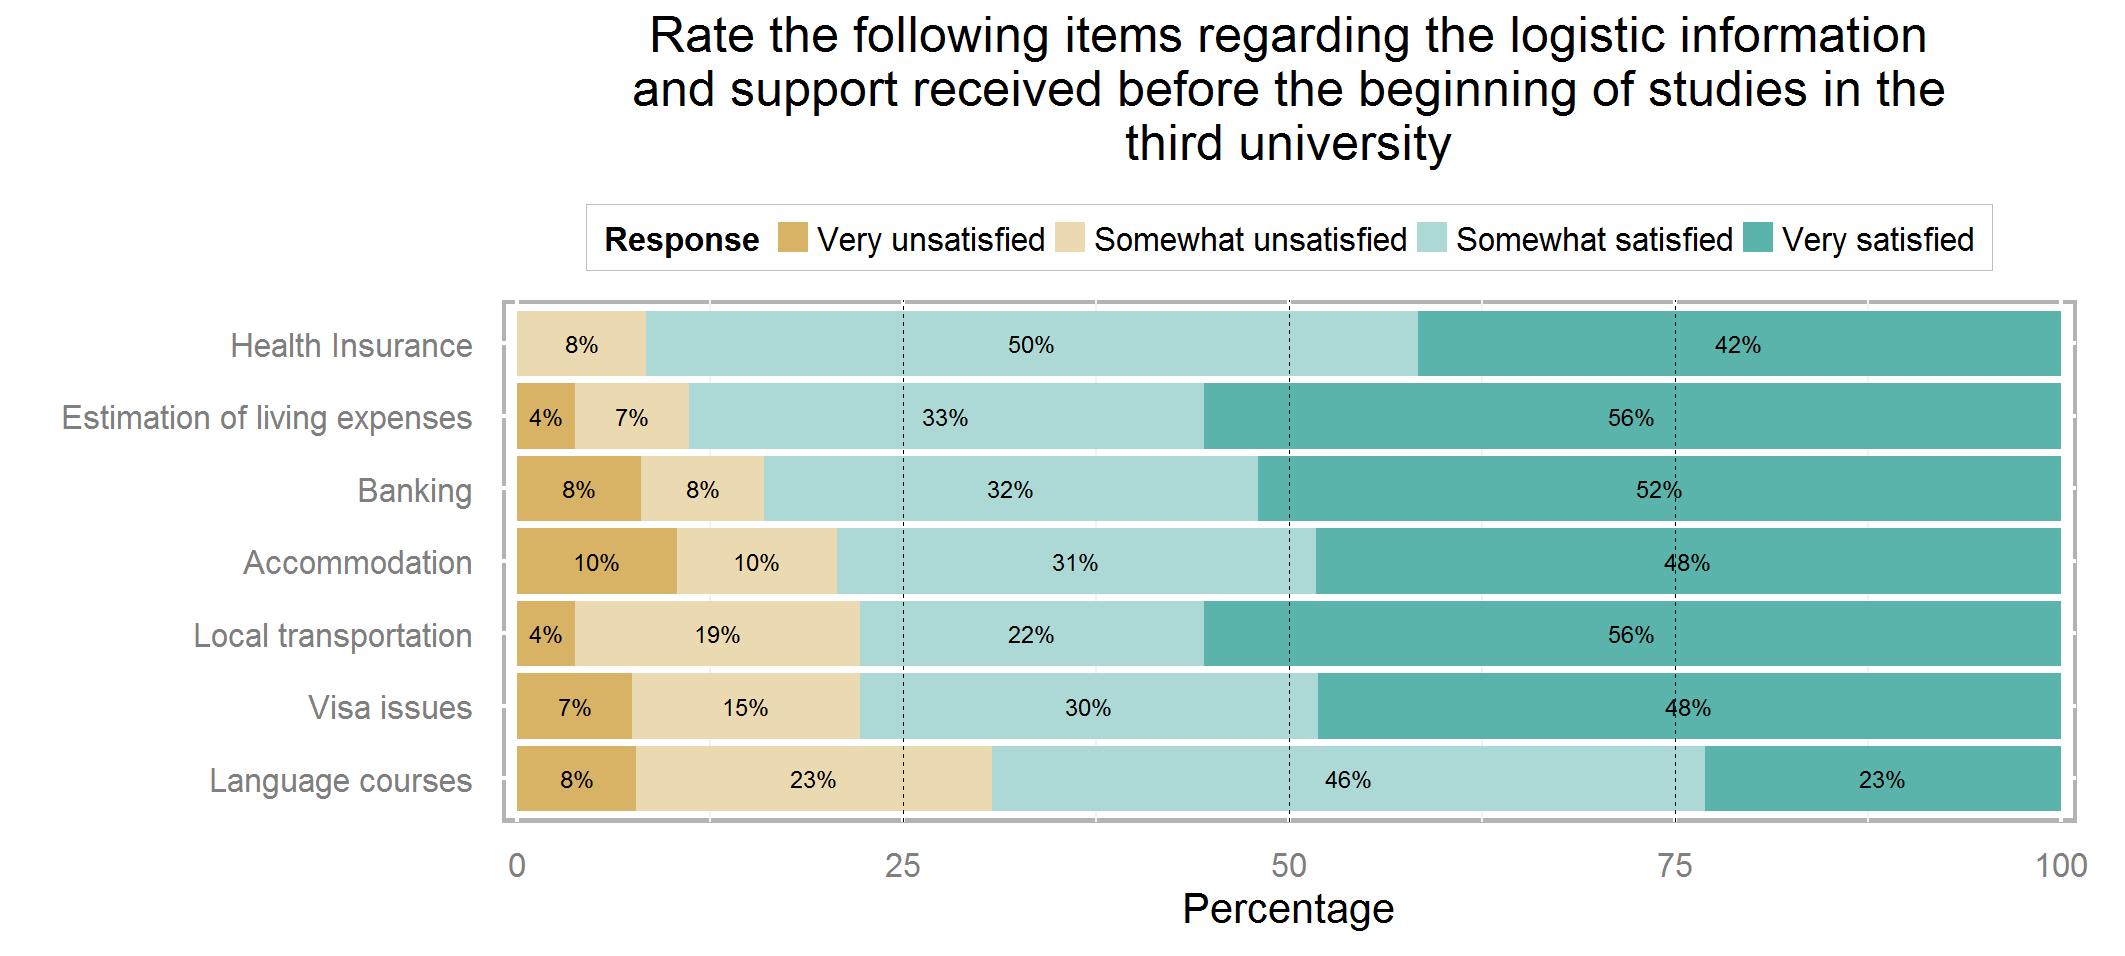 Rate the following items regarding the logistic information
and support received before the beginning of studies in the
third university
Response Very unsatisfied Somewhat unsatisfied Somewhat satisfied Very satisfied
Health Insurance 8% 50% 42%
Estimation of living expenses 4% 7% 33% 56%
Banking 8% 8% 32% 52%
Accommodation 10% 10% 31% 48%
Local transportation 4% 19% 22% 56%
Visa issues 7% 15% 30% 48%
Language courses 8% 23% 46% 23%
0 25 50 75 100
Percentage